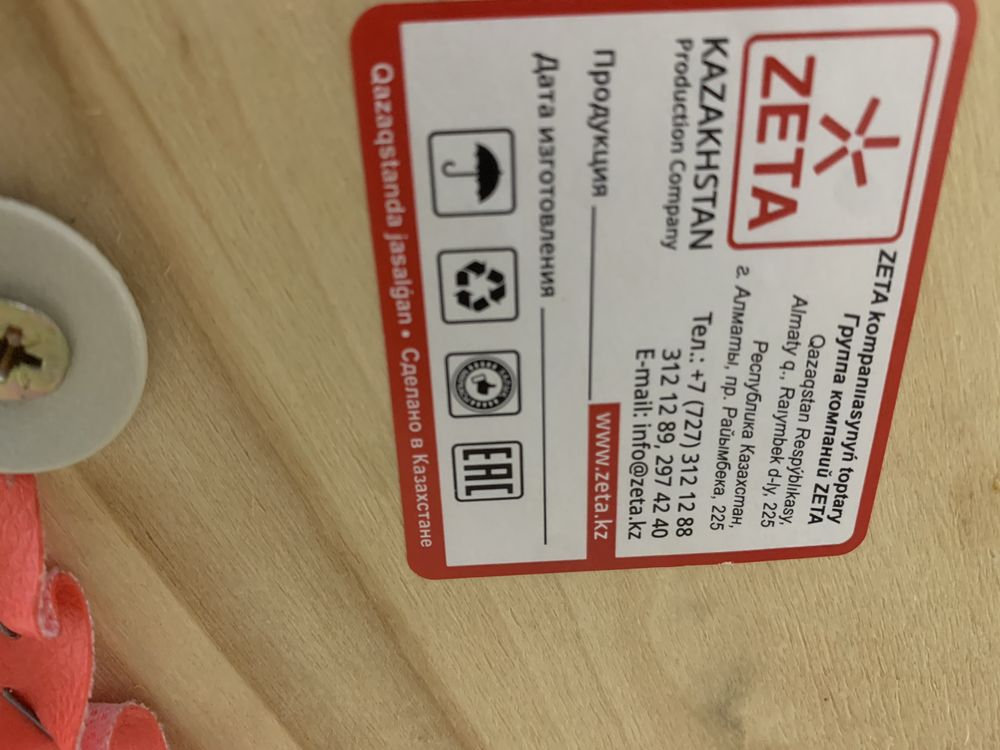 ZETA
KAZAKHSTAN
Production Company
ZETA kompanııasynyń toptary
Группа компаний ZETA
Qazaqstan Respýblıkasy,
Almaty q., Raıymbek d-ly, 225
Республика Казахстан,
г. Алматы, пр. Райымбека, 225
Тел.: +7 (727) 312 12 88
312 12 89, 297 42 40
E-mail: info@zeta.kz
www.zeta.kz
Продукция
Дата изготовления
EAC
Qazaqstanda jasalǵan • Сделано в Казахстане